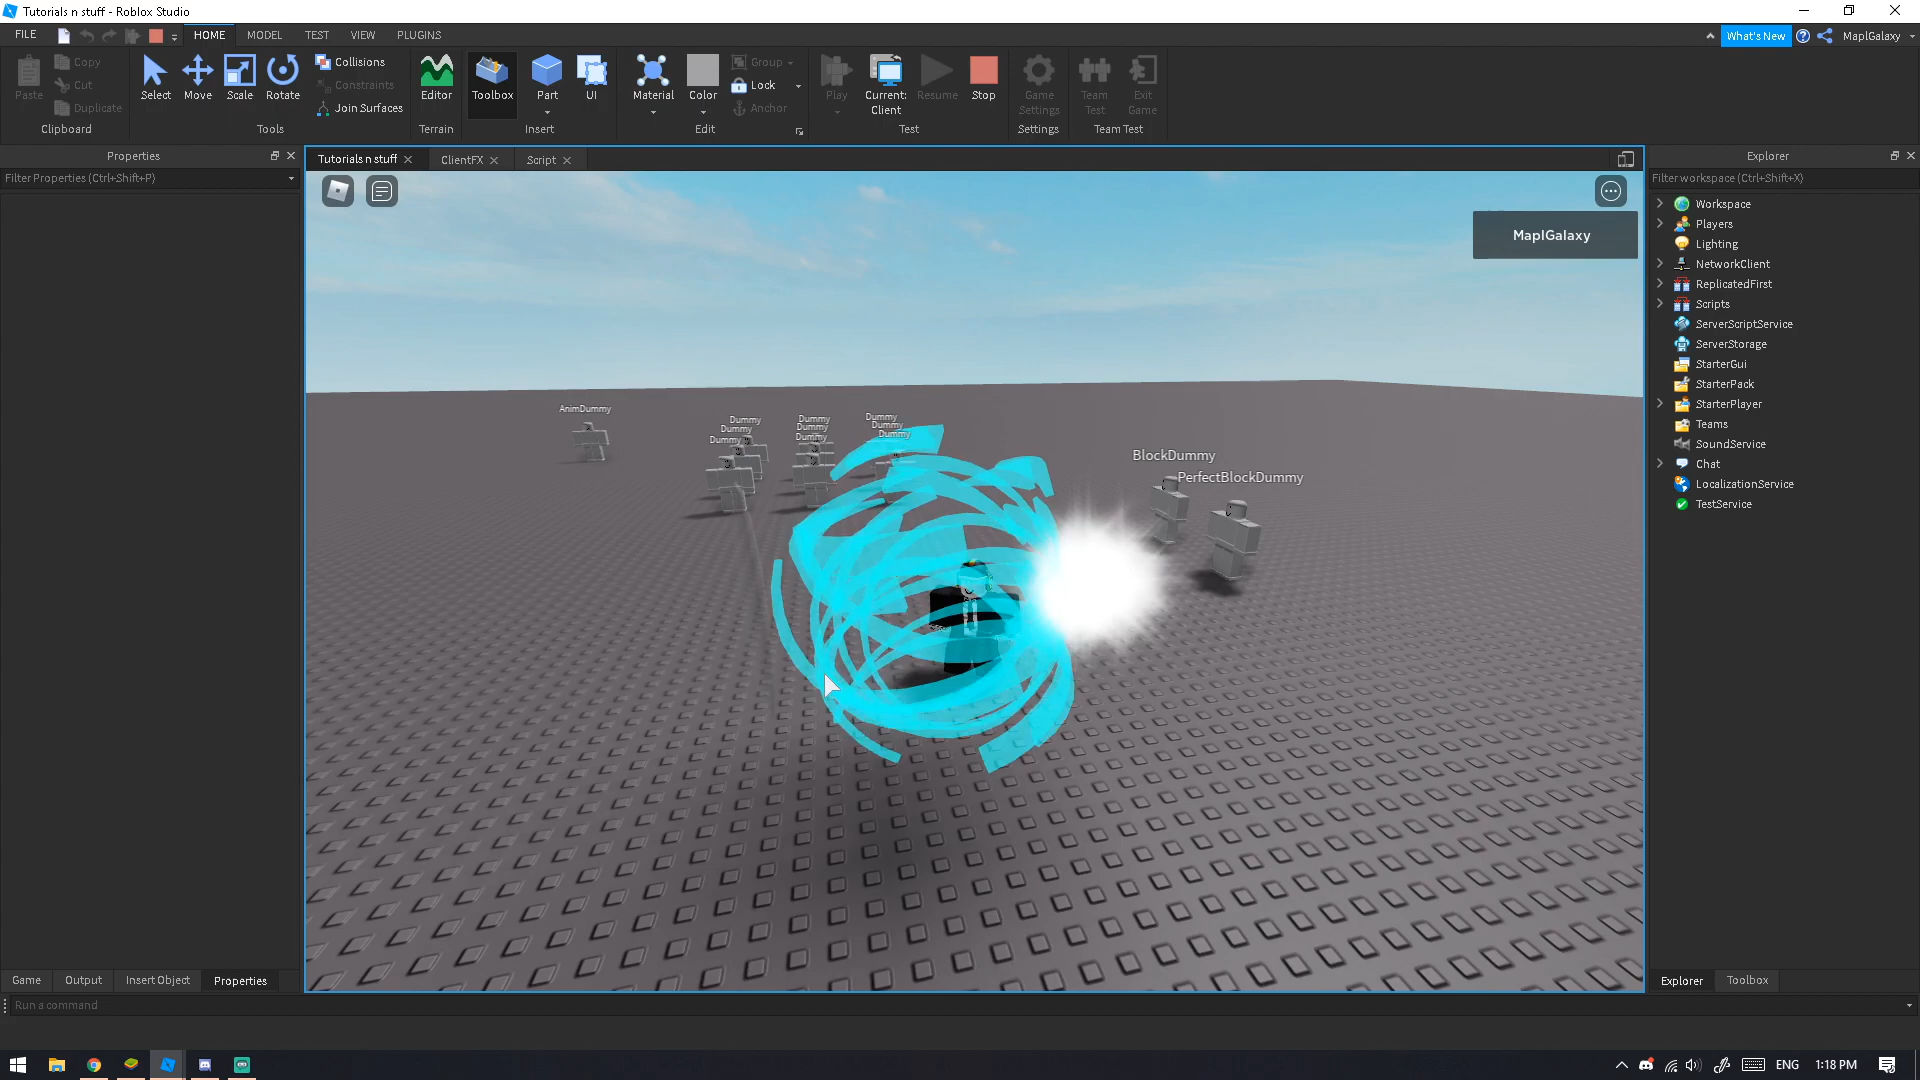 Tutorials n stuff - Roblox Studio
FILE HOME MODEL TEST VIEW PLUGINS What's New MaplGalaxy
Paste Copy Cut Duplicate
Clipboard
Select Move Scale Rotate Collisions Constraints Join Surfaces
Tools
Editor
Terrain
Toolbox Part UI
Insert
Material Color Group Lock Anchor
Edit
Play Current: Client Resume Stop
Test
Game Settings
Settings
Team Test Exit Game
Team Test
Properties
Filter Properties (Ctrl+Shift+P)
Tutorials n stuff ClientFX Script
MaplGalaxy
AnimDummy
Dummy
Dummy
Dummy
Dummy
Dummy
Dummy
Dummy
Dummy
Dummy
BlockDummy
PerfectBlockDummy
Explorer
Filter workspace (Ctrl+Shift+X)
Workspace
Players
Lighting
NetworkClient
ReplicatedFirst
Scripts
ServerScriptService
ServerStorage
StarterGui
StarterPack
StarterPlayer
Teams
SoundService
Chat
LocalizationService
TestService
Game Output Insert Object Properties
Explorer Toolbox
Run a command
ENG 1:18 PM